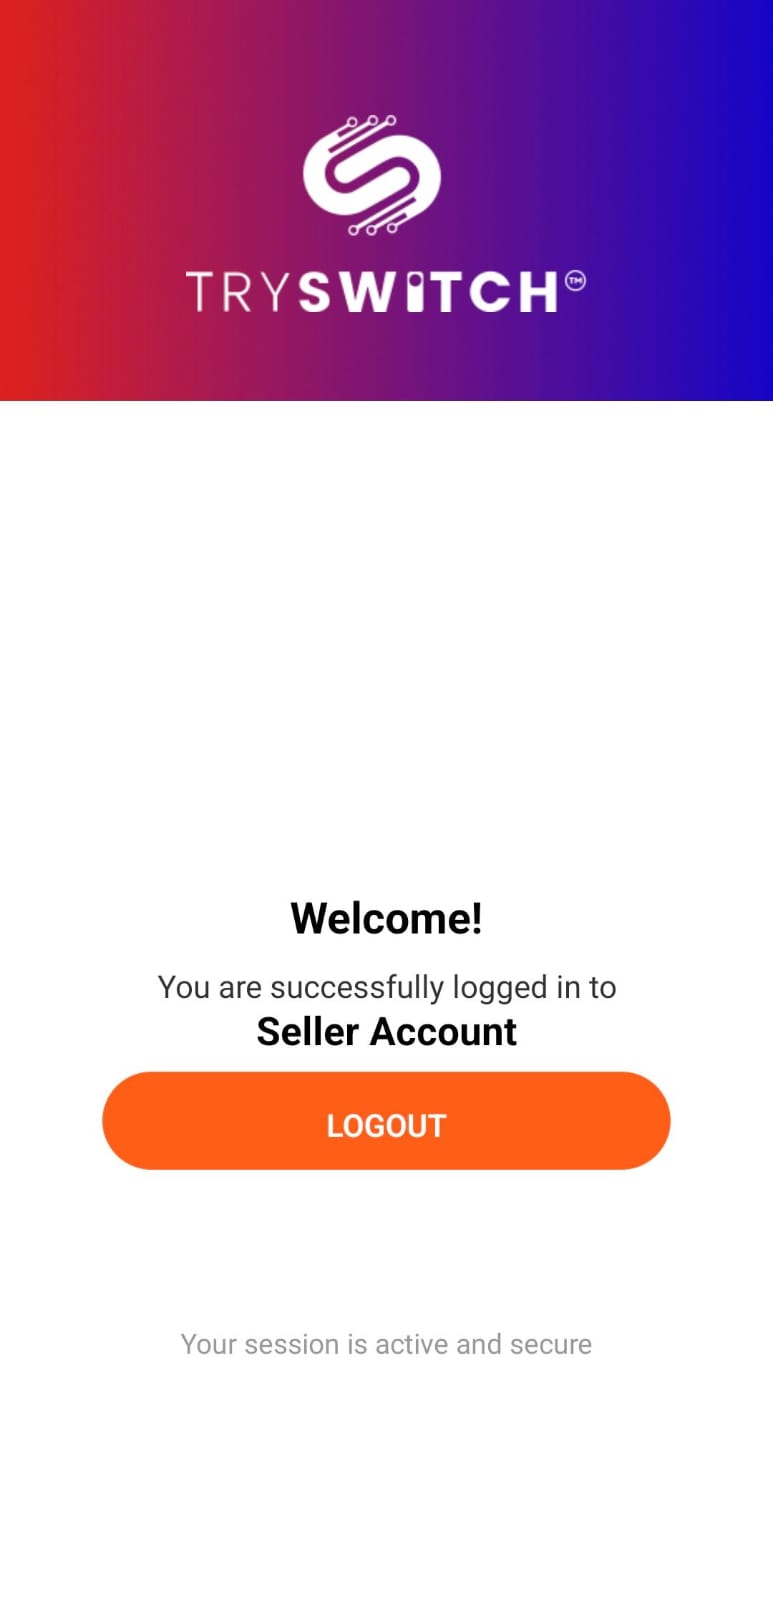 TRYSWITCH™
Welcome!
You are successfully logged in to
Seller Account
LOGOUT
Your session is active and secure